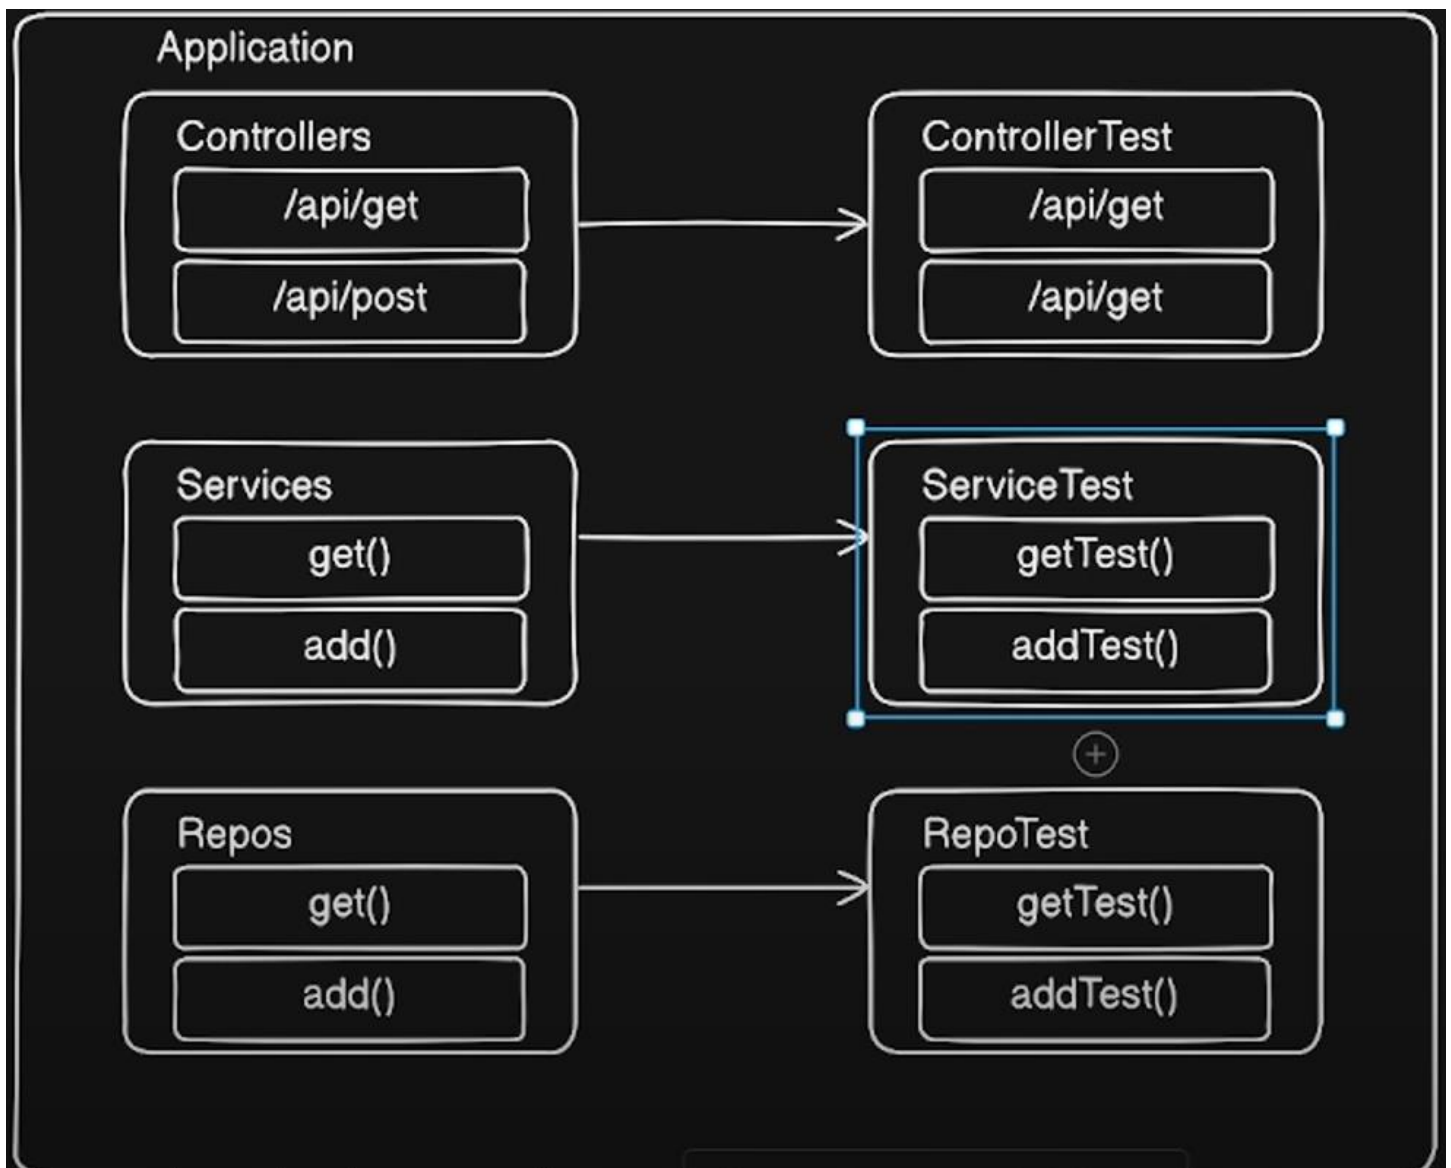 Application
Controllers
/api/get
/api/post
ControllerTest
/api/get
/api/get
Services
get()
add()
ServiceTest
getTest()
addTest()
Repos
get()
add()
RepoTest
getTest()
addTest()